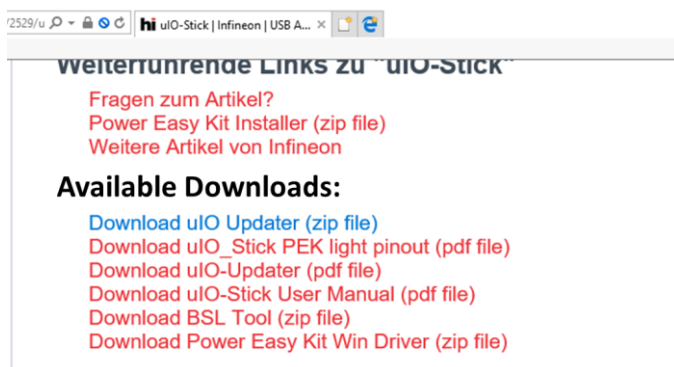 2529/u
hi uIO-Stick | Infineon | USB A...
Weiterführende Links zu "uIO-Stick"
Fragen zum Artikel?
Power Easy Kit Installer (zip file)
Weitere Artikel von Infineon
Available Downloads:
Download uIO Updater (zip file)
Download uIO_Stick PEK light pinout (pdf file)
Download uIO-Updater (pdf file)
Download uIO-Stick User Manual (pdf file)
Download BSL Tool (zip file)
Download Power Easy Kit Win Driver (zip file)